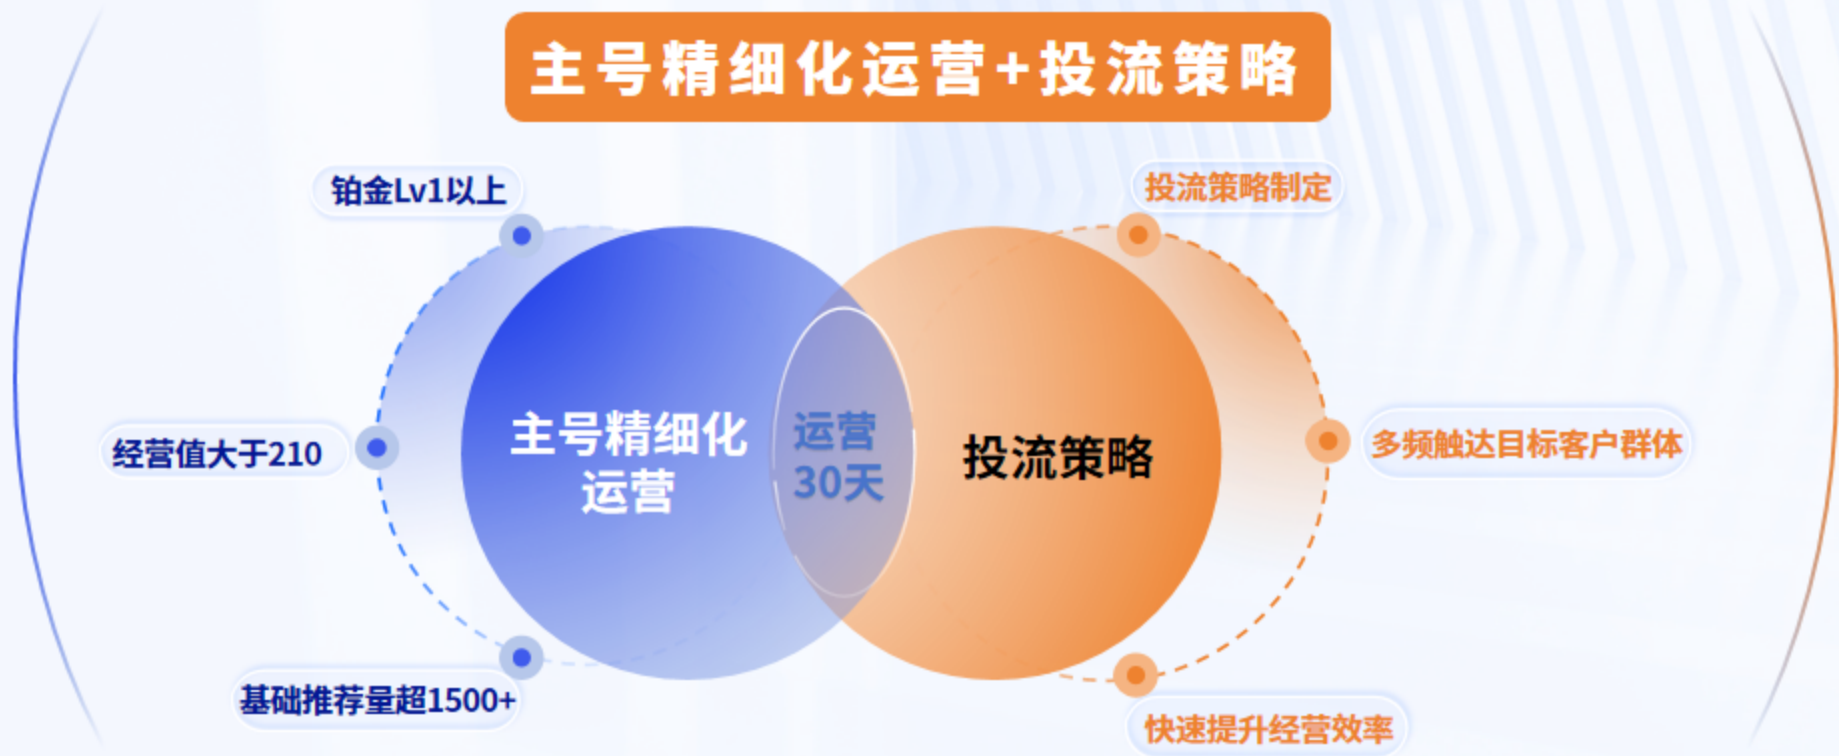 主号精细化运营+投流策略
铂金Lv1以上
投流策略制定
经营值大于210
主号精细化
运营
运营
30天
投流策略
多频触达目标客户群体
基础推荐量超1500+
快速提升经营效率